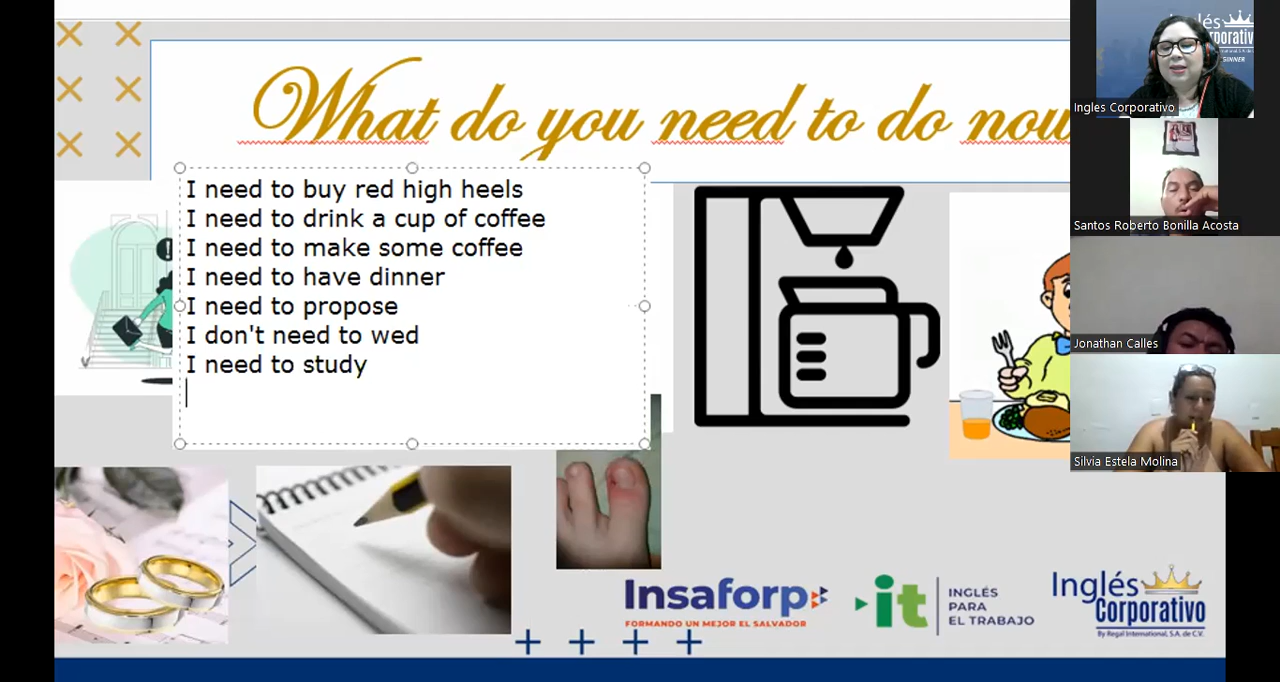 What do you need to do now
I need to buy red high heels
I need to drink a cup of coffee
I need to make some coffee
I need to have dinner
I need to propose
I don't need to wed
I need to study
Insaforp
FORMANDO UN MEJOR EL SALVADOR
it
INGLÉS
PARA
EL TRABAJO
Inglés
Corporativo
By Regal International, S.A. de C.V.
Ingles Corporativo
Santos Roberto Bonilla Acosta
Jonathan Calles
Silvia Estela Molina